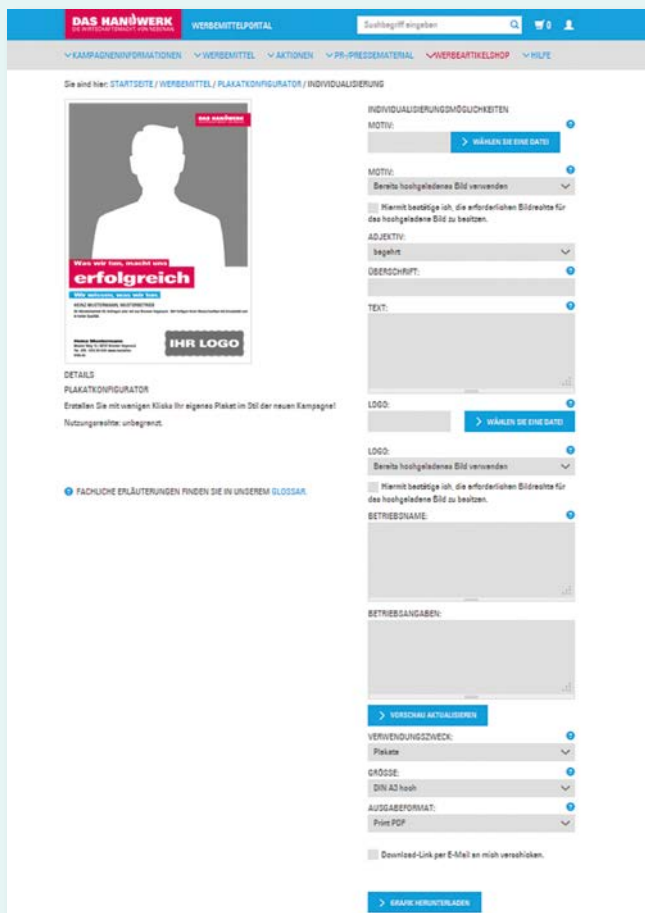 DAS HANDWERK
DIE WIRTSCHAFTSMACHT. VON NEBENAN.
WERBEMITTELPORTAL
Suchbegriff eingeben
0
KAMPAGNENINFORMATIONEN
WERBEMITTEL
AKTIONEN
PR-/PRESSEMATERIAL
WERBEARTIKELSHOP
HILFE
Sie sind hier: STARTSEITE / WERBEMITTEL / PLAKATKONFIGURATOR / INDIVIDUALISIERUNG
DAS HANDWERK
Was wir tun, macht uns
erfolgreich
Wir wissen, was wir tun.
HEINZ MUSTERMANN, MUSTERBETRIEB
Heinz Mustermann
IHR LOGO
DETAILS
PLAKATKONFIGURATOR
Erstellen Sie mit wenigen Klicks Ihr eigenes Plakat im Stil der neuen Kampagne!
Nutzungsrechte: unbegrenzt.
? FACHLICHE ERLÄUTERUNGEN FINDEN SIE IN UNSEREM GLOSSAR.
INDIVIDUALISIERUNGSMÖGLICHKEITEN
MOTIV: ?
> WÄHLEN SIE EINE DATEI
MOTIV: ?
Bereits hochgeladenes Bild verwenden
Hiermit bestätige ich, die erforderlichen Bildrechte für
das hochgeladene Bild zu besitzen.
ADJEKTIV:
begehrt
ÜBERSCHRIFT: ?
TEXT: ?
LOGO: ?
> WÄHLEN SIE EINE DATEI
LOGO: ?
Bereits hochgeladenes Bild verwenden
Hiermit bestätige ich, die erforderlichen Bildrechte für
das hochgeladene Bild zu besitzen.
BETRIEBSNAME: ?
BETRIEBSANGABEN: ?
> VORSCHAU AKTUALISIEREN
VERWENDUNGSZWECK: ?
Plakate
GRÖSSE: ?
DIN A3 hoch
AUSGABEFORMAT: ?
Print PDF
Download-Link per E-Mail an mich verschicken.
> GRAFIK HERUNTERLADEN